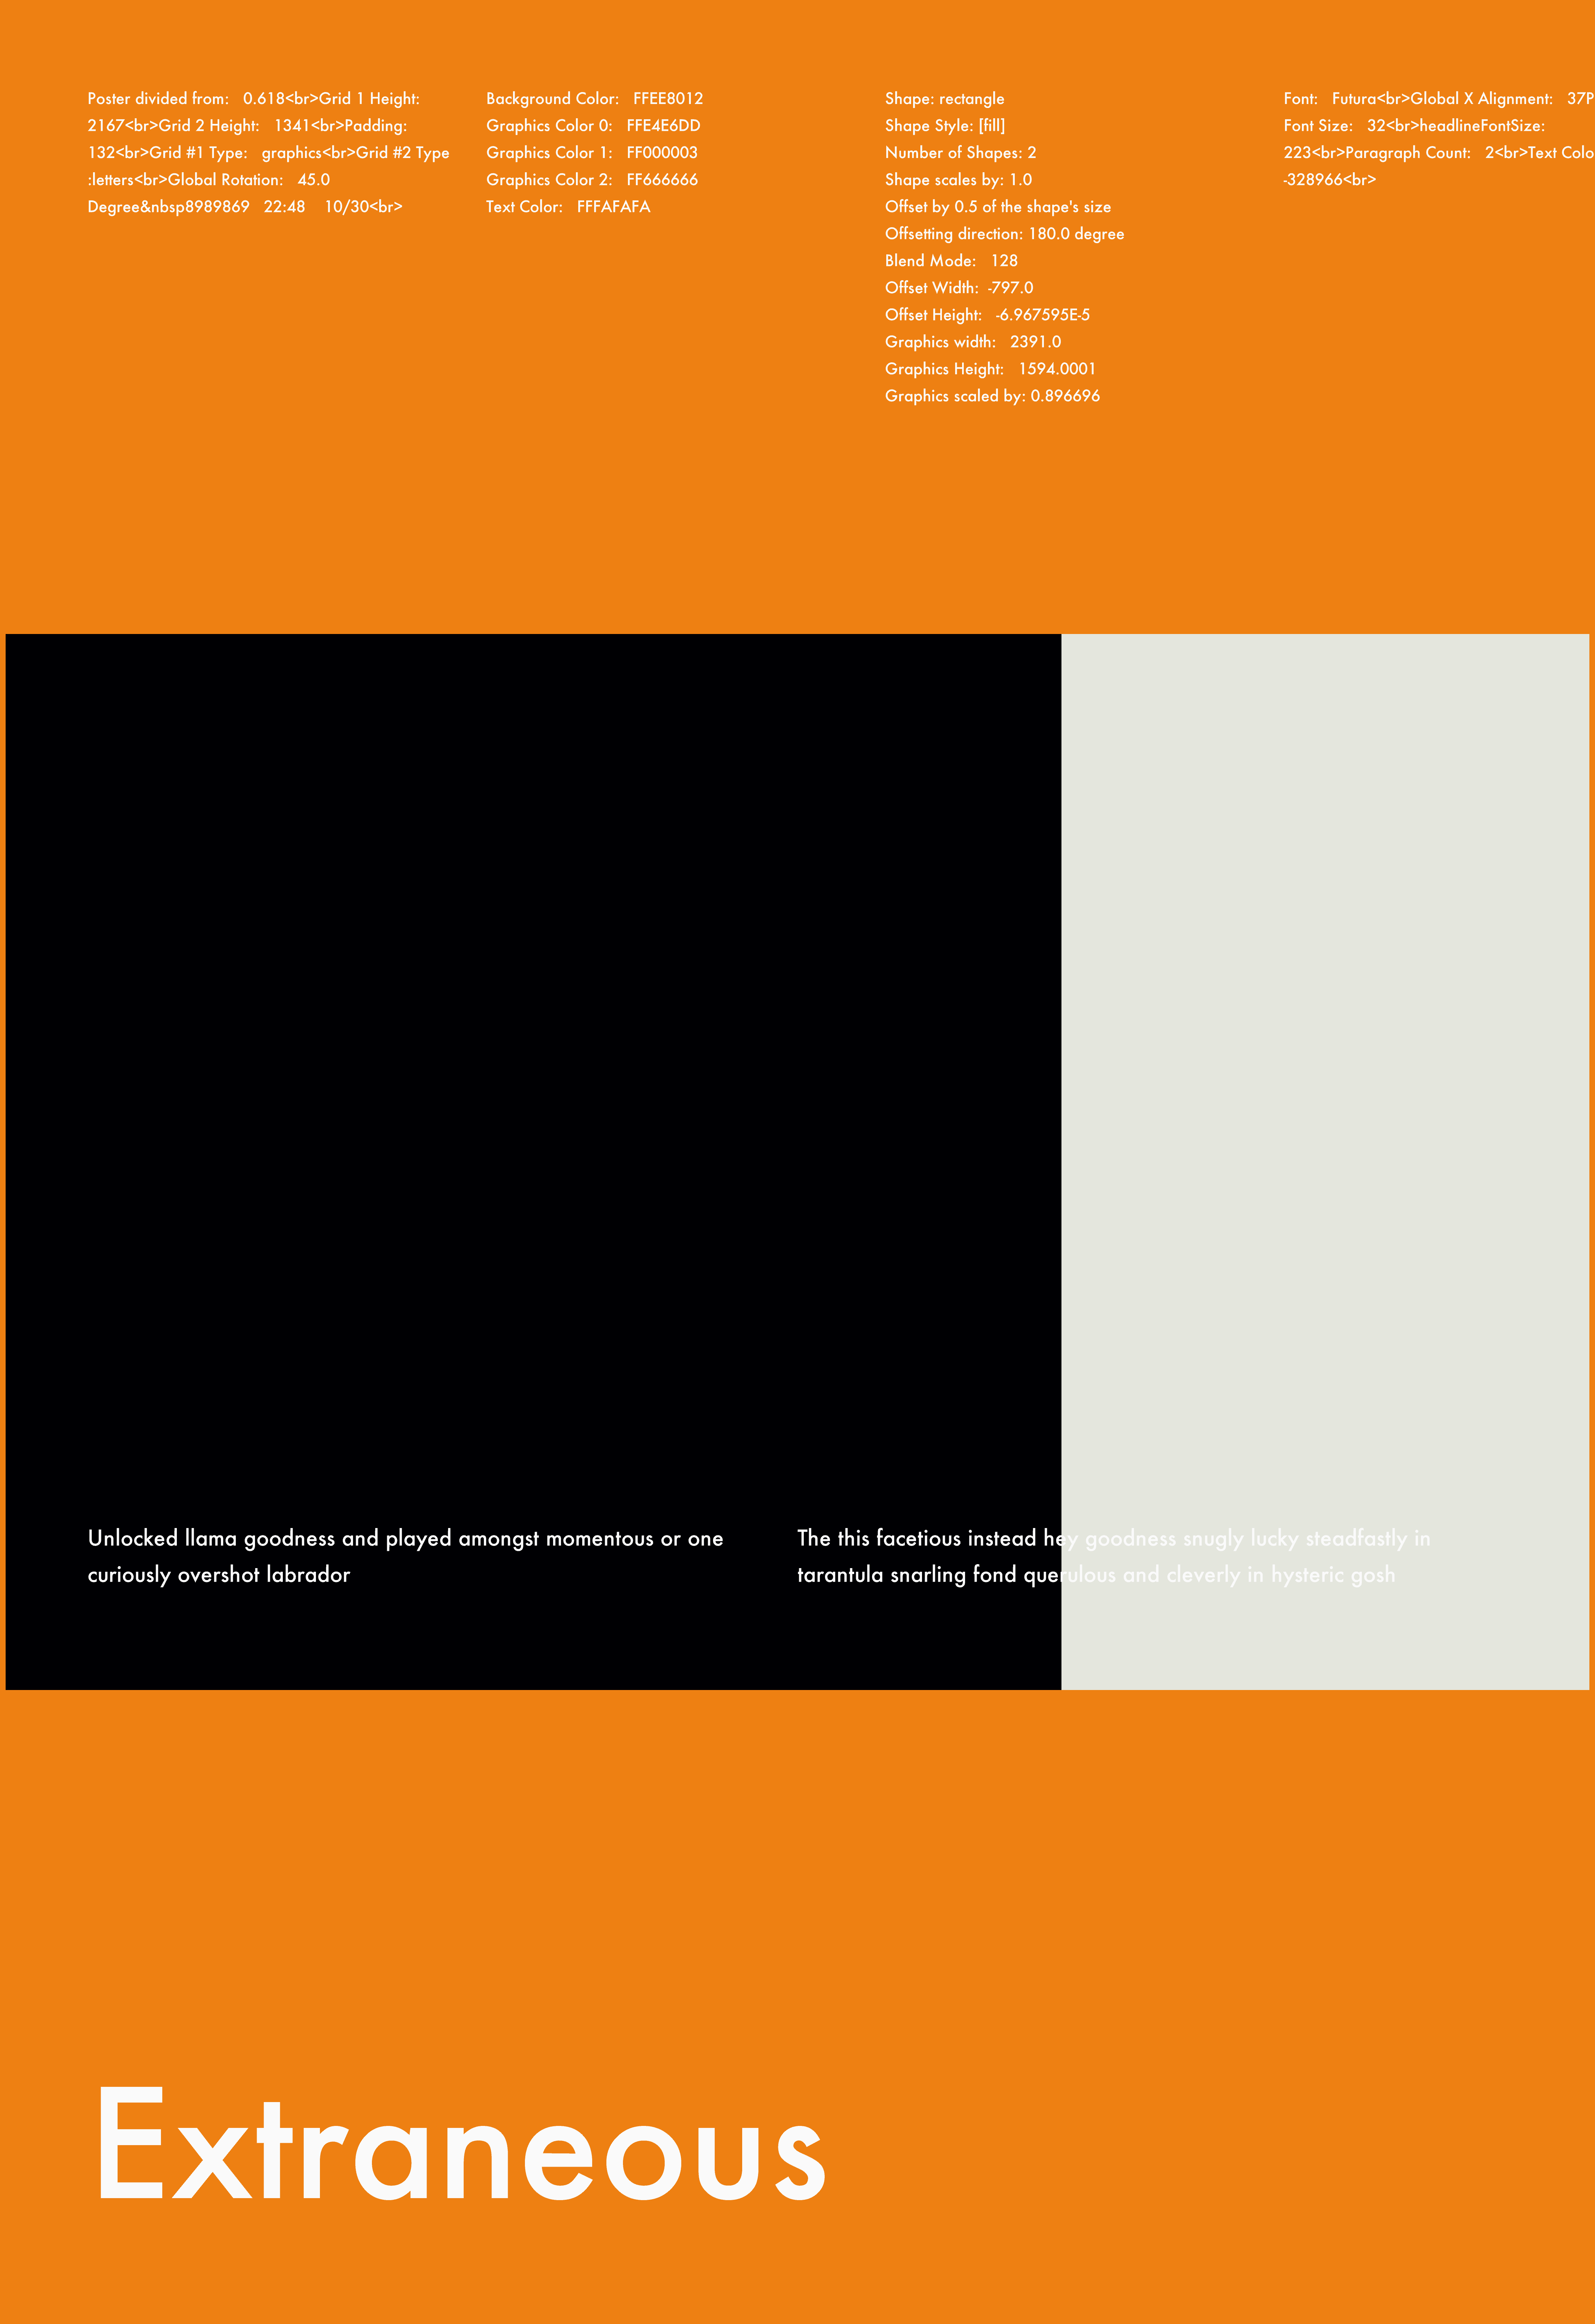 Poster divided from:   0.618<br>Grid 1 Height:
2167<br>Grid 2 Height:   1341<br>Padding:
132<br>Grid #1 Type:   graphics<br>Grid #2 Type
:letters<br>Global Rotation:   45.0
Degree&nbsp8989869   22:48    10/30<br>
Background Color:   FFEE8012
Graphics Color 0:   FFE4E6DD
Graphics Color 1:   FF000003
Graphics Color 2:   FF666666
Text Color:   FFFAFAFA
Shape: rectangle
Shape Style: [fill]
Number of Shapes: 2
Shape scales by: 1.0
Offset by 0.5 of the shape's size
Offsetting direction: 180.0 degree
Blend Mode:   128
Offset Width:  -797.0
Offset Height:   -6.967595E-5
Graphics width:   2391.0
Graphics Height:   1594.0001
Graphics scaled by: 0.896696
Font:   Futura<br>Global X Alignment:   37P
Font Size:   32<br>headlineFontSize:
223<br>Paragraph Count:   2<br>Text Colo
-328966<br>
Unlocked llama goodness and played amongst momentous or one
curiously overshot labrador
The this facetious instead hey goodness snugly lucky steadfastly in
tarantula snarling fond querulous and cleverly in hysteric gosh
Extraneous